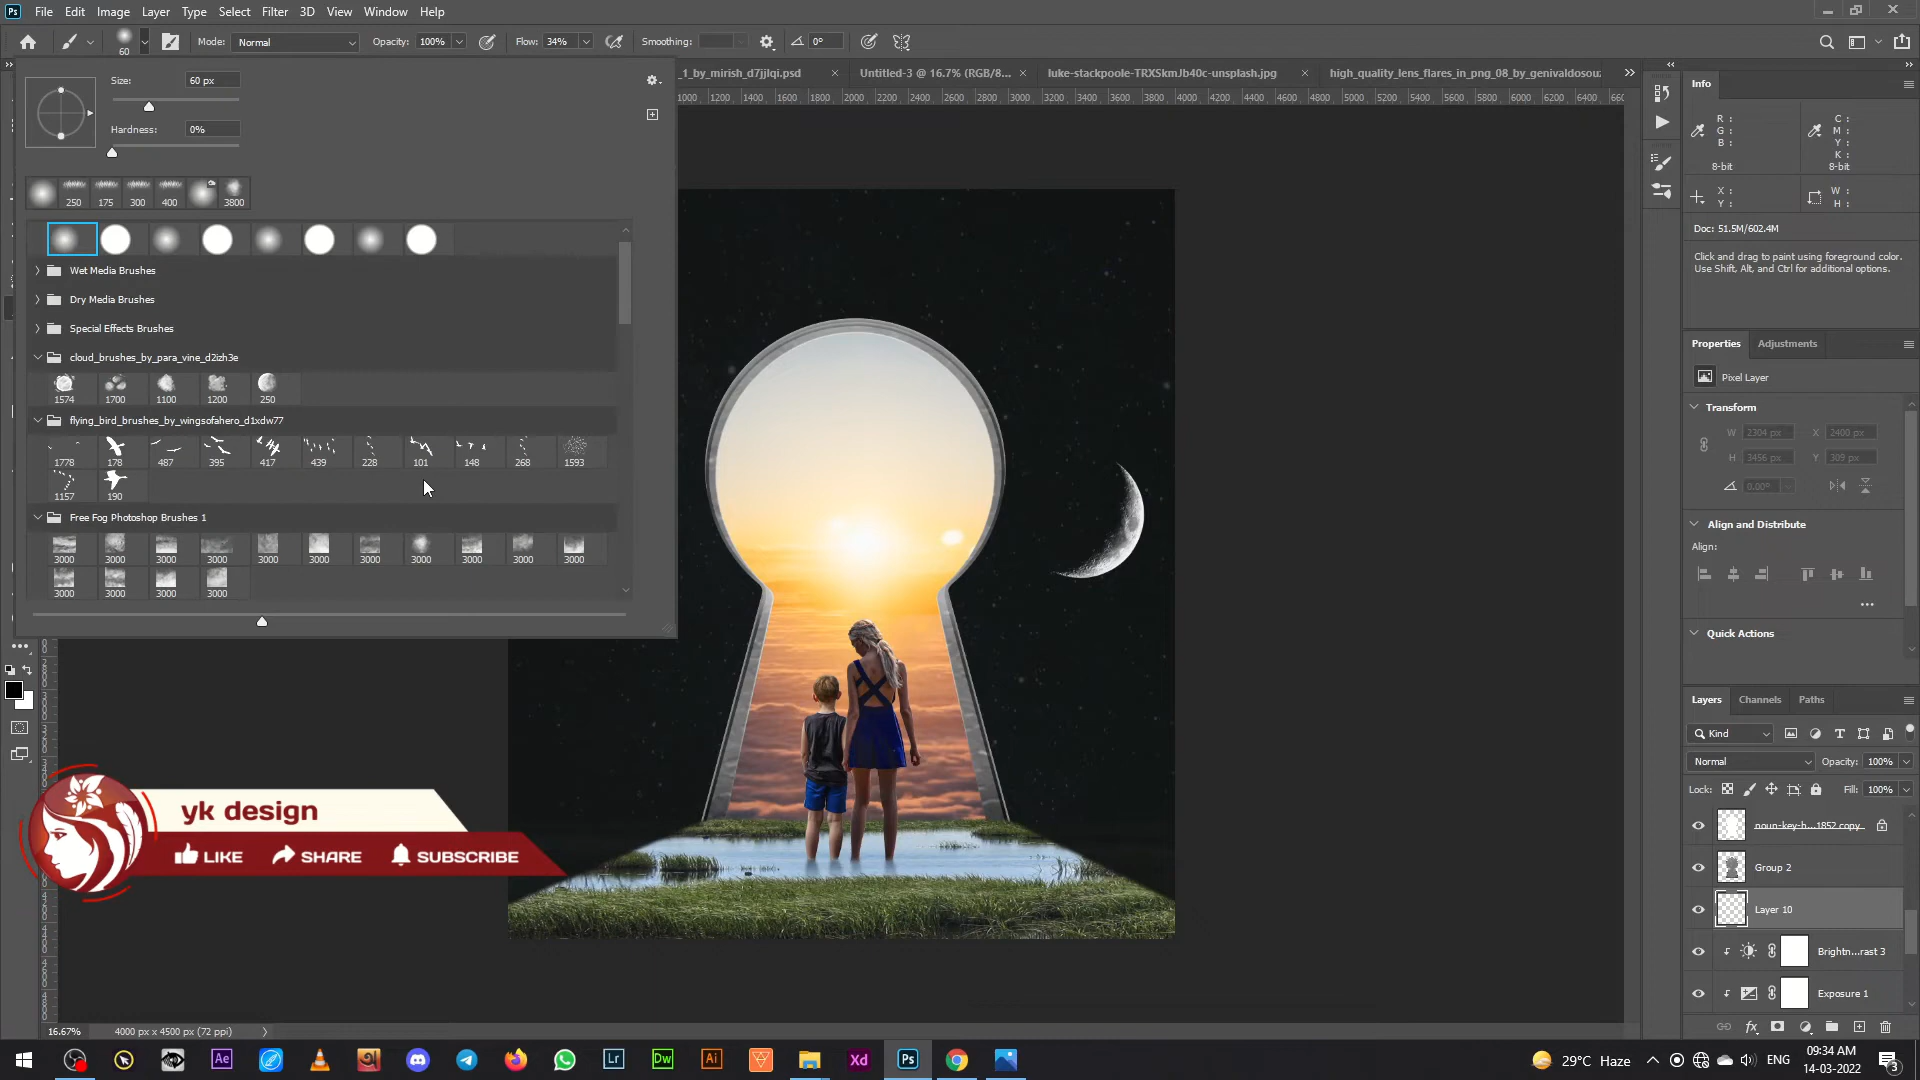 Ps File Edit Image Layer Type Select Filter 3D View Window Help
60 Mode: Normal Opacity: 100% Flow: 34% Smoothing: 0°
_1_by_mirish_d7jjlqi.psd Untitled-3 @ 16.7% (RGB/8... luke-stackpoole-TRXSkmJb40c-unsplash.jpg high_quality_lens_flares_in_png_08_by_genivaldosouz
1000 1200 1400 1600 1800 2000 2200 2400 2600 2800 3000 3200 3400 3600 3800 4000 4200 4400 4600 4800 5000 5200 5400 5600 5800 6000 6200 6400 660
Size: 60 px
Hardness: 0%
250 175 300 400 3800
Wet Media Brushes
Dry Media Brushes
Special Effects Brushes
cloud_brushes_by_para_vine_d2izh3e
1574 1700 1100 1200 250
flying_bird_brushes_by_wingsofahero_d1xdw77
1778 178 487 395 417 439 228 101 148 268 1593
1157 190
Free Fog Photoshop Brushes 1
3000 3000 3000 3000 3000 3000 3000 3000 3000 3000 3000
3000 3000 3000 3000
yk design
LIKE SHARE SUBSCRIBE
Info
R : C :
G : M :
B : Y :
K :
8-bit 8-bit
X : W :
Y : H :
Doc: 51.5M/602.4M
Click and drag to paint using foreground color.
Use Shift, Alt, and Ctrl for additional options.
Properties Adjustments
Pixel Layer
Transform
W 2304 px X 2400 px
H 3456 px Y 309 px
0.00°
Align and Distribute
Align:
Quick Actions
Layers Channels Paths
Kind
Normal Opacity: 100%
Lock: Fill: 100%
noun-key-h...1852 copy
Group 2
Layer 10
Brightn...rast 3
Exposure 1
fx
16.67% 4000 px x 4500 px (72 ppi)
Ae Lr Dw Ai Xd Ps
29°C Haze ENG
09:34 AM
14-03-2022
3